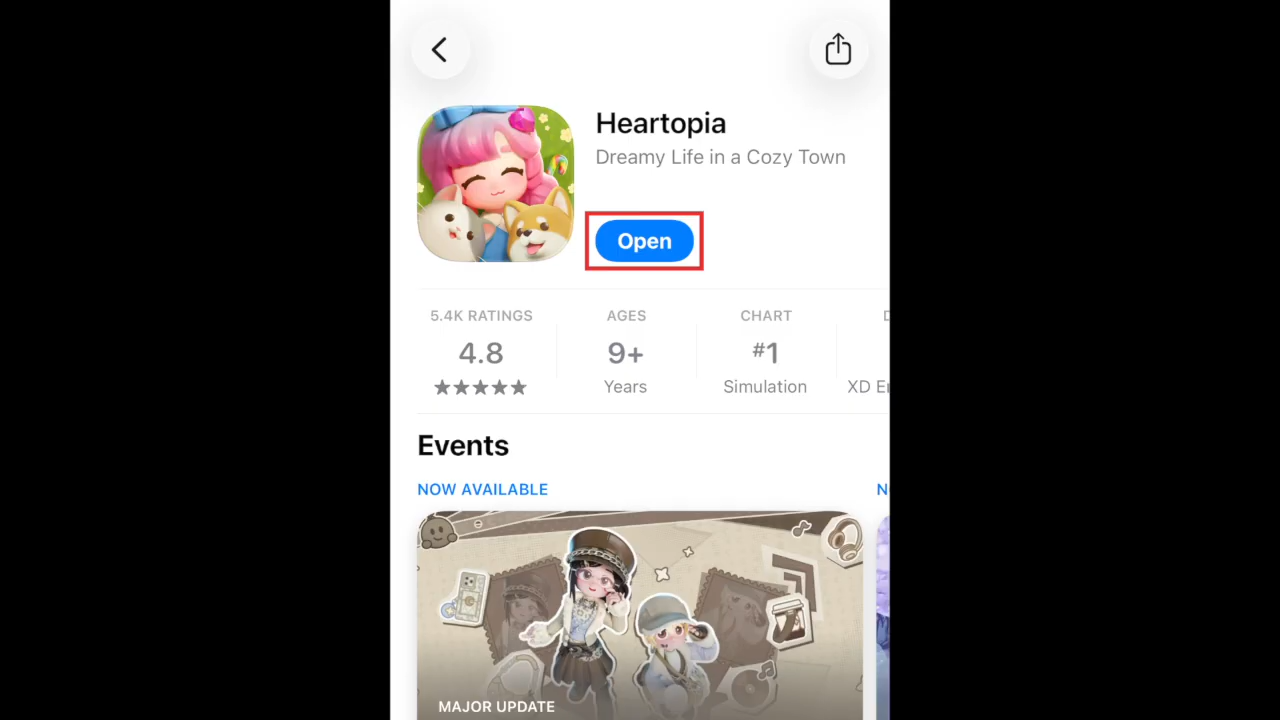 Heartopia
Dreamy Life in a Cozy Town
Open
5.4K RATINGS
4.8
AGES
9+
Years
CHART
#1
Simulation
XD
Events
NOW AVAILABLE
MAJOR UPDATE